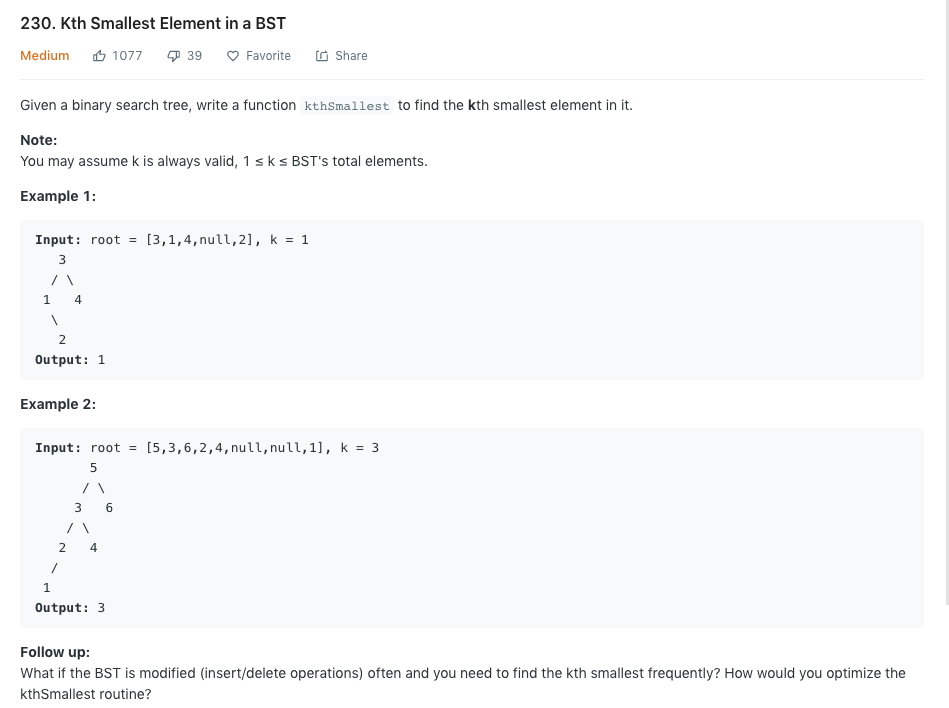 230. Kth Smallest Element in a BST
Medium 1077 39 Favorite Share
Given a binary search tree, write a function kthSmallest to find the kth smallest element in it.
Note:
You may assume k is always valid, 1 ≤ k ≤ BST's total elements.
Example 1:
Input: root = [3,1,4,null,2], k = 1
   3
  / \
 1   4
  \
   2
Output: 1
Example 2:
Input: root = [5,3,6,2,4,null,null,1], k = 3
       5
      / \
     3   6
    / \
   2   4
  /
 1
Output: 3
Follow up:
What if the BST is modified (insert/delete operations) often and you need to find the kth smallest frequently? How would you optimize the
kthSmallest routine?